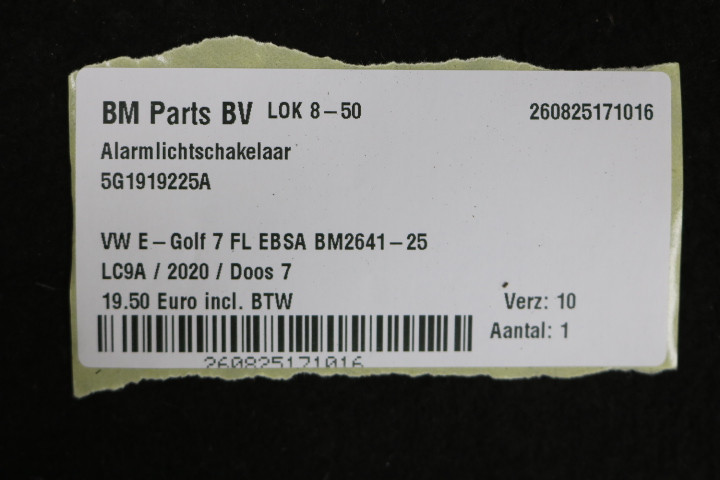 BM Parts BV LOK 8-50 260825171016
Alarmlichtschakelaar
5G1919225A
VW E-Golf 7 FL EBSA BM2641-25
LC9A / 2020 / Doos 7
19.50 Euro incl. BTW Verz: 10
Aantal: 1
260825171016